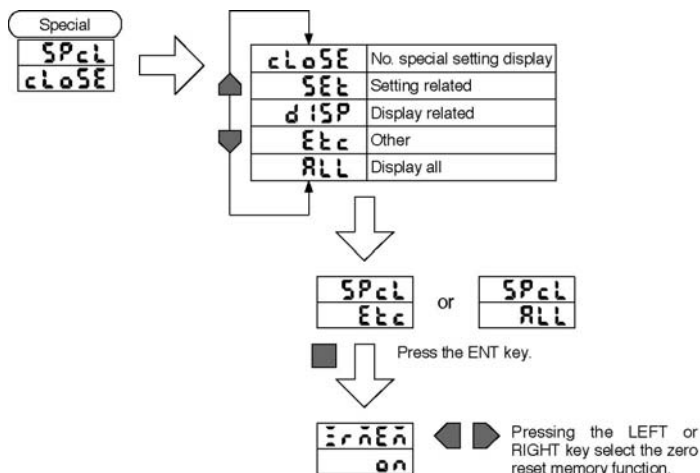 Special
SPcL
cLoSE
cLoSE No. special setting display
SEt Setting related
dISP Display related
Etc Other
ALL Display all
SPcL
Etc
or
SPcL
ALL
Press the ENT key.
on
Pressing the LEFT or
RIGHT key select the zero
reset memory function.